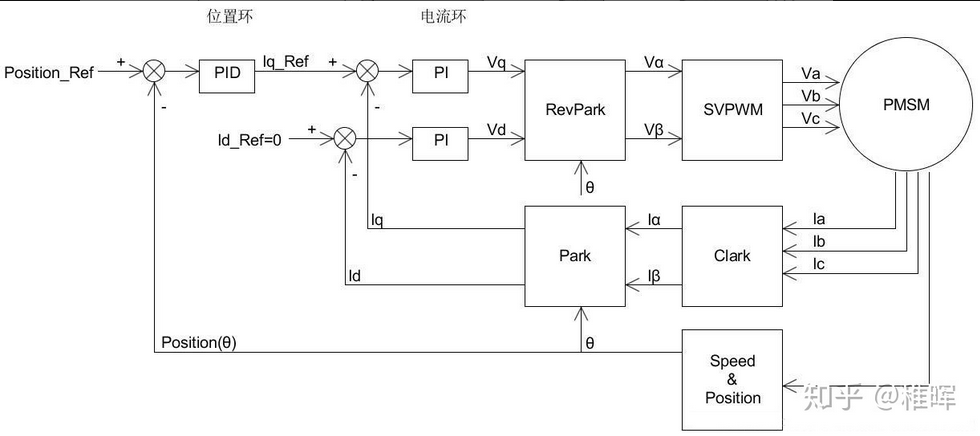 位置环
电流环
Position_Ref
+
-
PID
Iq_Ref
+
-
PI
Vq
Id_Ref=0
+
-
PI
Vd
RevPark
θ
Vα
Vβ
SVPWM
Va
Vb
Vc
PMSM
Iq
Id
Park
θ
Iα
Iβ
Clark
Ia
Ib
Ic
Position(θ)
Speed
&
Position
知乎 @稚晖